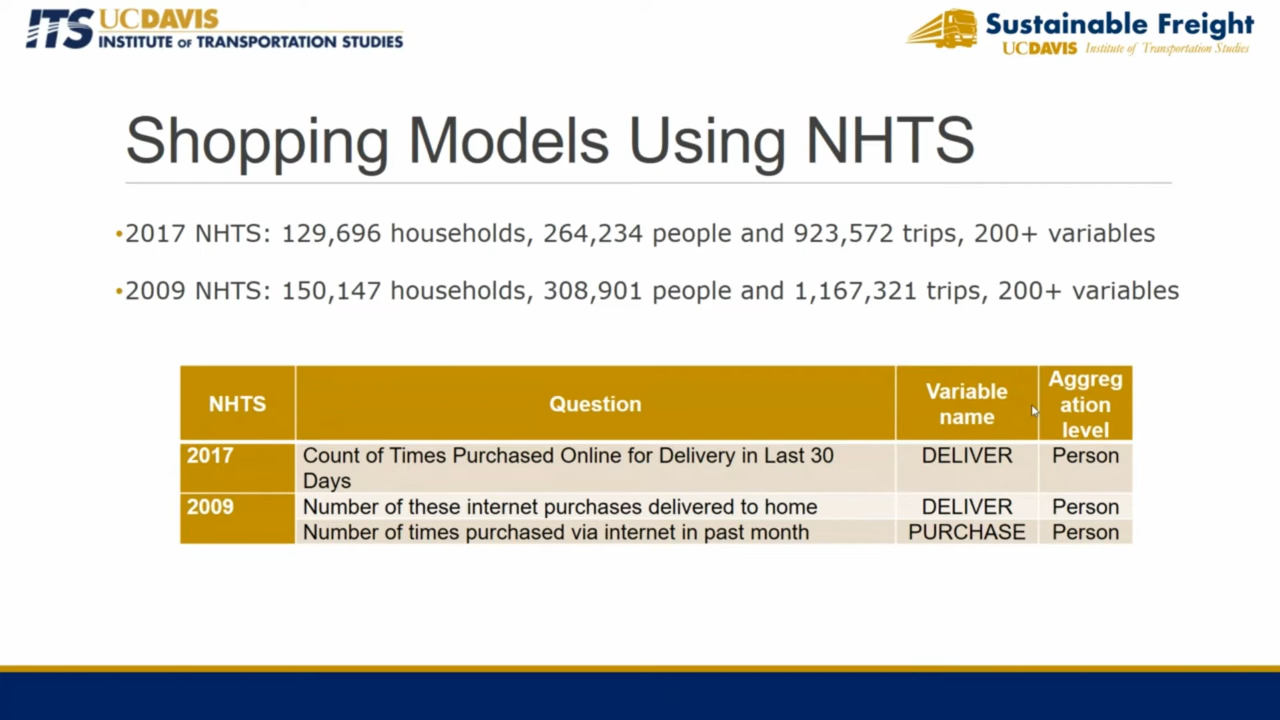 ITS UCDAVIS
INSTITUTE OF TRANSPORTATION STUDIES
Sustainable Freight
UCDAVIS Institute of Transportation Studies
Shopping Models Using NHTS
•2017 NHTS: 129,696 households, 264,234 people and 923,572 trips, 200+ variables
•2009 NHTS: 150,147 households, 308,901 people and 1,167,321 trips, 200+ variables
NHTS Question Variable name Aggreg ation level
2017 Count of Times Purchased Online for Delivery in Last 30 DELIVER Person
Days
2009 Number of these internet purchases delivered to home DELIVER Person
Number of times purchased via internet in past month PURCHASE Person